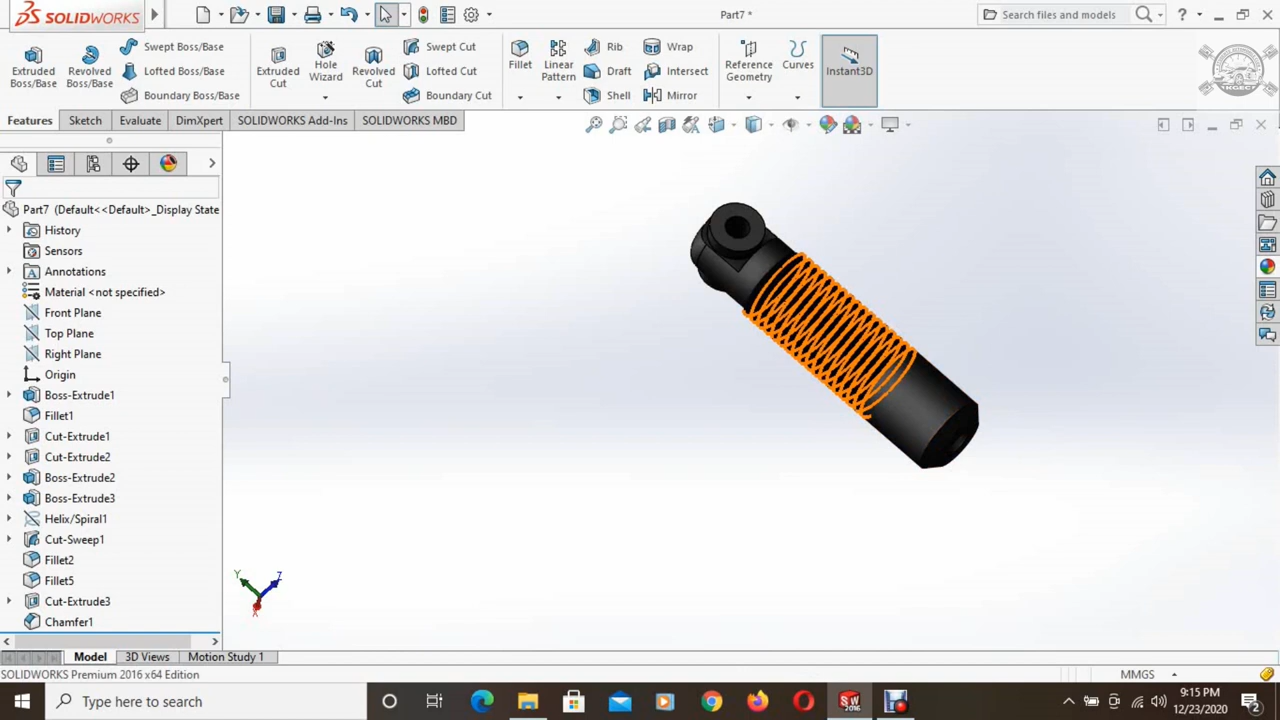 SOLIDWORKS
Part7 *
Search files and models
Extruded Boss/Base
Revolved Boss/Base
Swept Boss/Base
Lofted Boss/Base
Boundary Boss/Base
Extruded Cut
Hole Wizard
Revolved Cut
Swept Cut
Lofted Cut
Boundary Cut
Fillet
Linear Pattern
Rib
Draft
Shell
Wrap
Intersect
Mirror
Reference Geometry
Curves
Instant3D
KGEC
Features
Sketch
Evaluate
DimXpert
SOLIDWORKS Add-Ins
SOLIDWORKS MBD
Part7 (Default<<Default>_Display State
History
Sensors
Annotations
Material <not specified>
Front Plane
Top Plane
Right Plane
Origin
Boss-Extrude1
Fillet1
Cut-Extrude1
Cut-Extrude2
Boss-Extrude2
Boss-Extrude3
Helix/Spiral1
Cut-Sweep1
Fillet2
Fillet5
Cut-Extrude3
Chamfer1
Y
Z
X
Model
3D Views
Motion Study 1
SOLIDWORKS Premium 2016 x64 Edition
MMGS
Type here to search
SW
2016
9:15 PM
12/23/2020
2